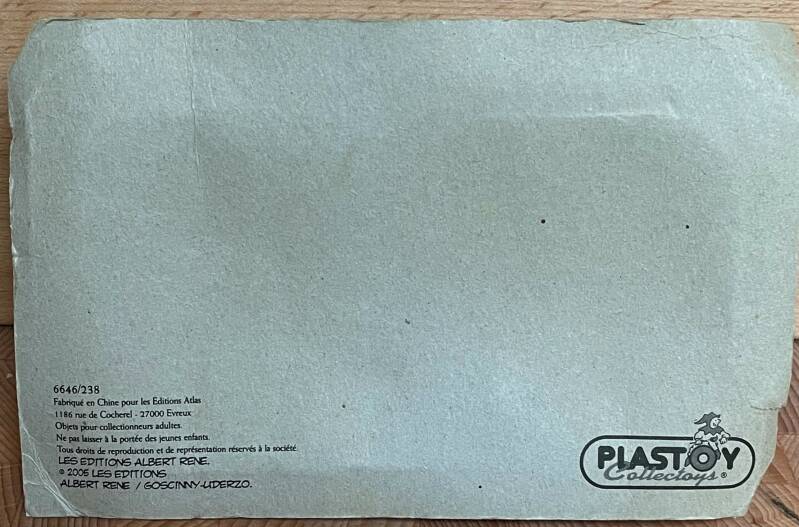 6646/238
Fabriqué en Chine pour les Editions Atlas
1186 rue de Cocherel - 27000 Evreux
Objets pour collectionneurs adultes.
Ne pas laisser à la portée des jeunes enfants.
Tous droits de reproduction et de représentation réservés à la société
LES EDITIONS ALBERT RENE.
© 2005 LES EDITIONS
ALBERT RENE / GOSCINNY-UDERZO.
PLASTOY
Collectoys®